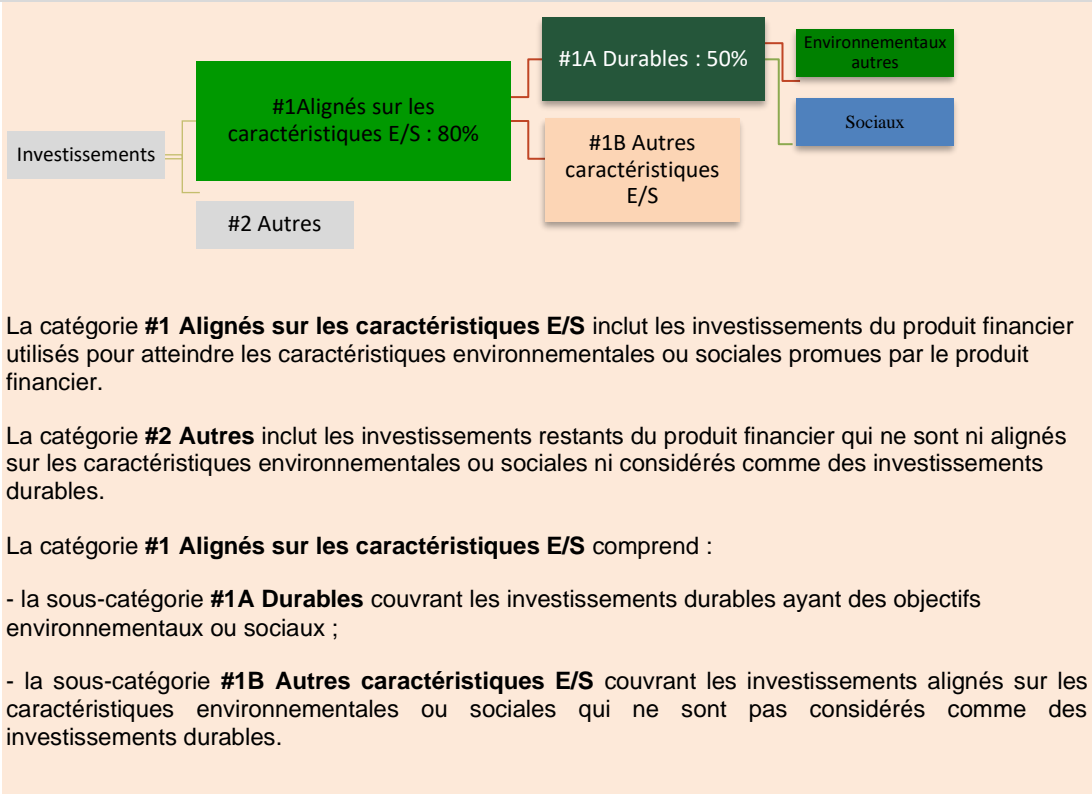 Investissements
#1Alignés sur les
caractéristiques E/S : 80%
#2 Autres
#1A Durables : 50%
#1B Autres
caractéristiques
E/S
Environnementaux
autres
Sociaux
La catégorie #1 Alignés sur les caractéristiques E/S inclut les investissements du produit financier
utilisés pour atteindre les caractéristiques environnementales ou sociales promues par le produit
financier.
La catégorie #2 Autres inclut les investissements restants du produit financier qui ne sont ni alignés
sur les caractéristiques environnementales ou sociales ni considérés comme des investissements
durables.
La catégorie #1 Alignés sur les caractéristiques E/S comprend :
- la sous-catégorie #1A Durables couvrant les investissements durables ayant des objectifs
environnementaux ou sociaux ;
- la sous-catégorie #1B Autres caractéristiques E/S couvrant les investissements alignés sur les
caractéristiques environnementales ou sociales qui ne sont pas considérés comme des
investissements durables.